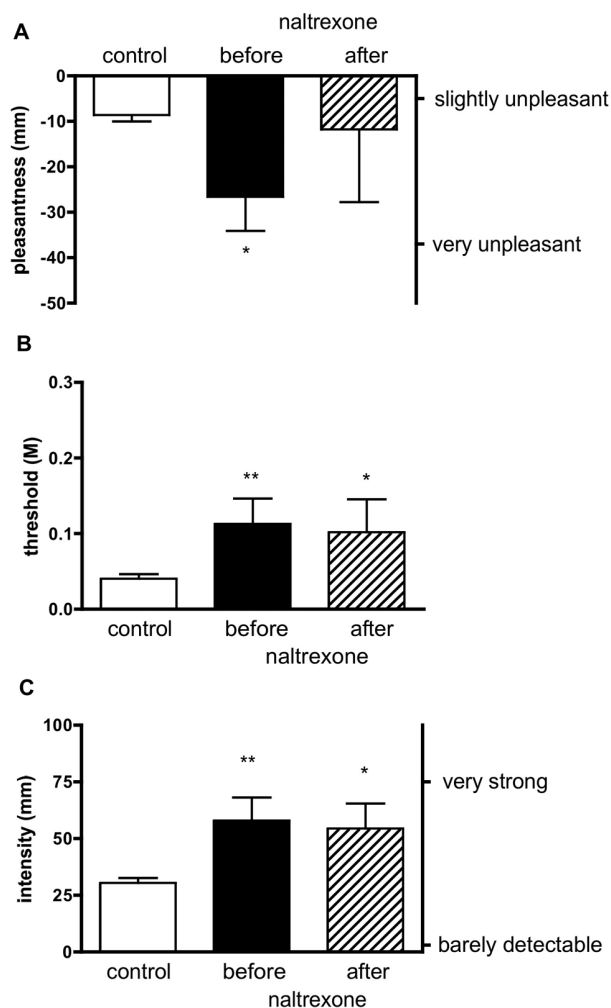 naltrexone
A
control before after
0
-10
-20
-30
-40
-50
pleasantness (mm)
slightly unpleasant
very unpleasant
*
B
0.3
0.2
0.1
0.0
threshold (M)
** *
control before after
naltrexone
C
100
75
50
25
0
intensity (mm)
** *
very strong
barely detectable
control before after
naltrexone